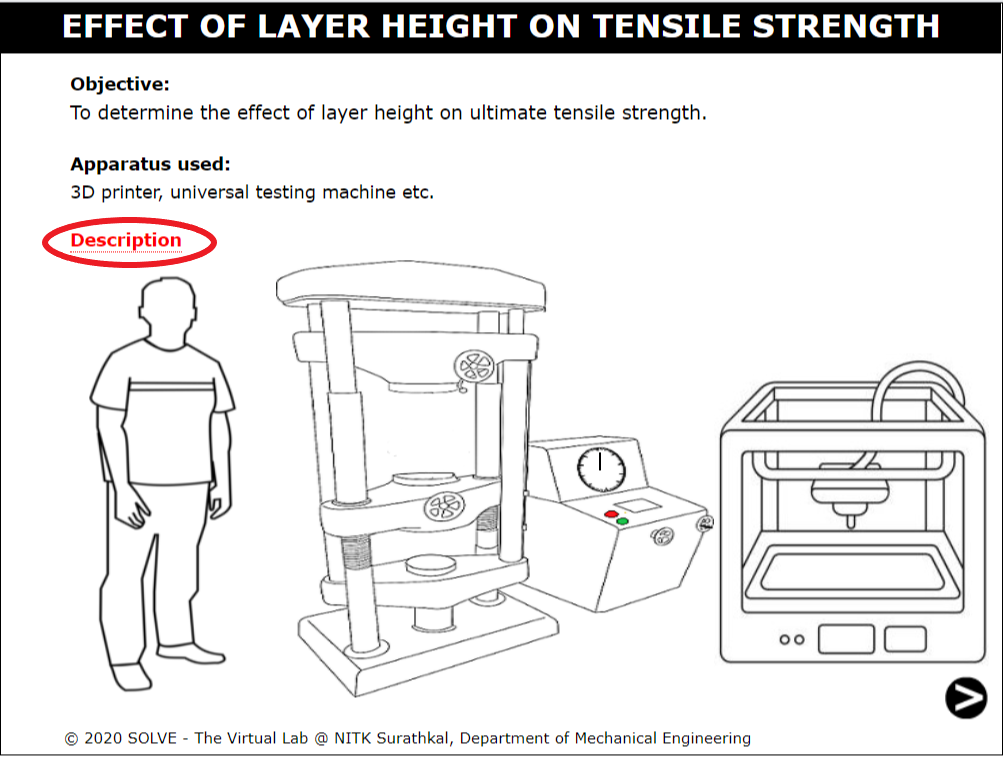 EFFECT OF LAYER HEIGHT ON TENSILE STRENGTH
Objective:
To determine the effect of layer height on ultimate tensile strength.
Apparatus used:
3D printer, universal testing machine etc.
Description
© 2020 SOLVE - The Virtual Lab @ NITK Surathkal, Department of Mechanical Engineering